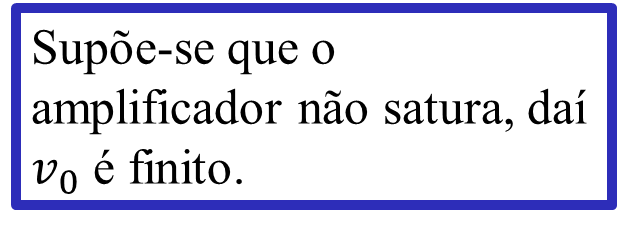 Supõe-se que o
amplificador não satura, daí
𝑣₀ é finito.